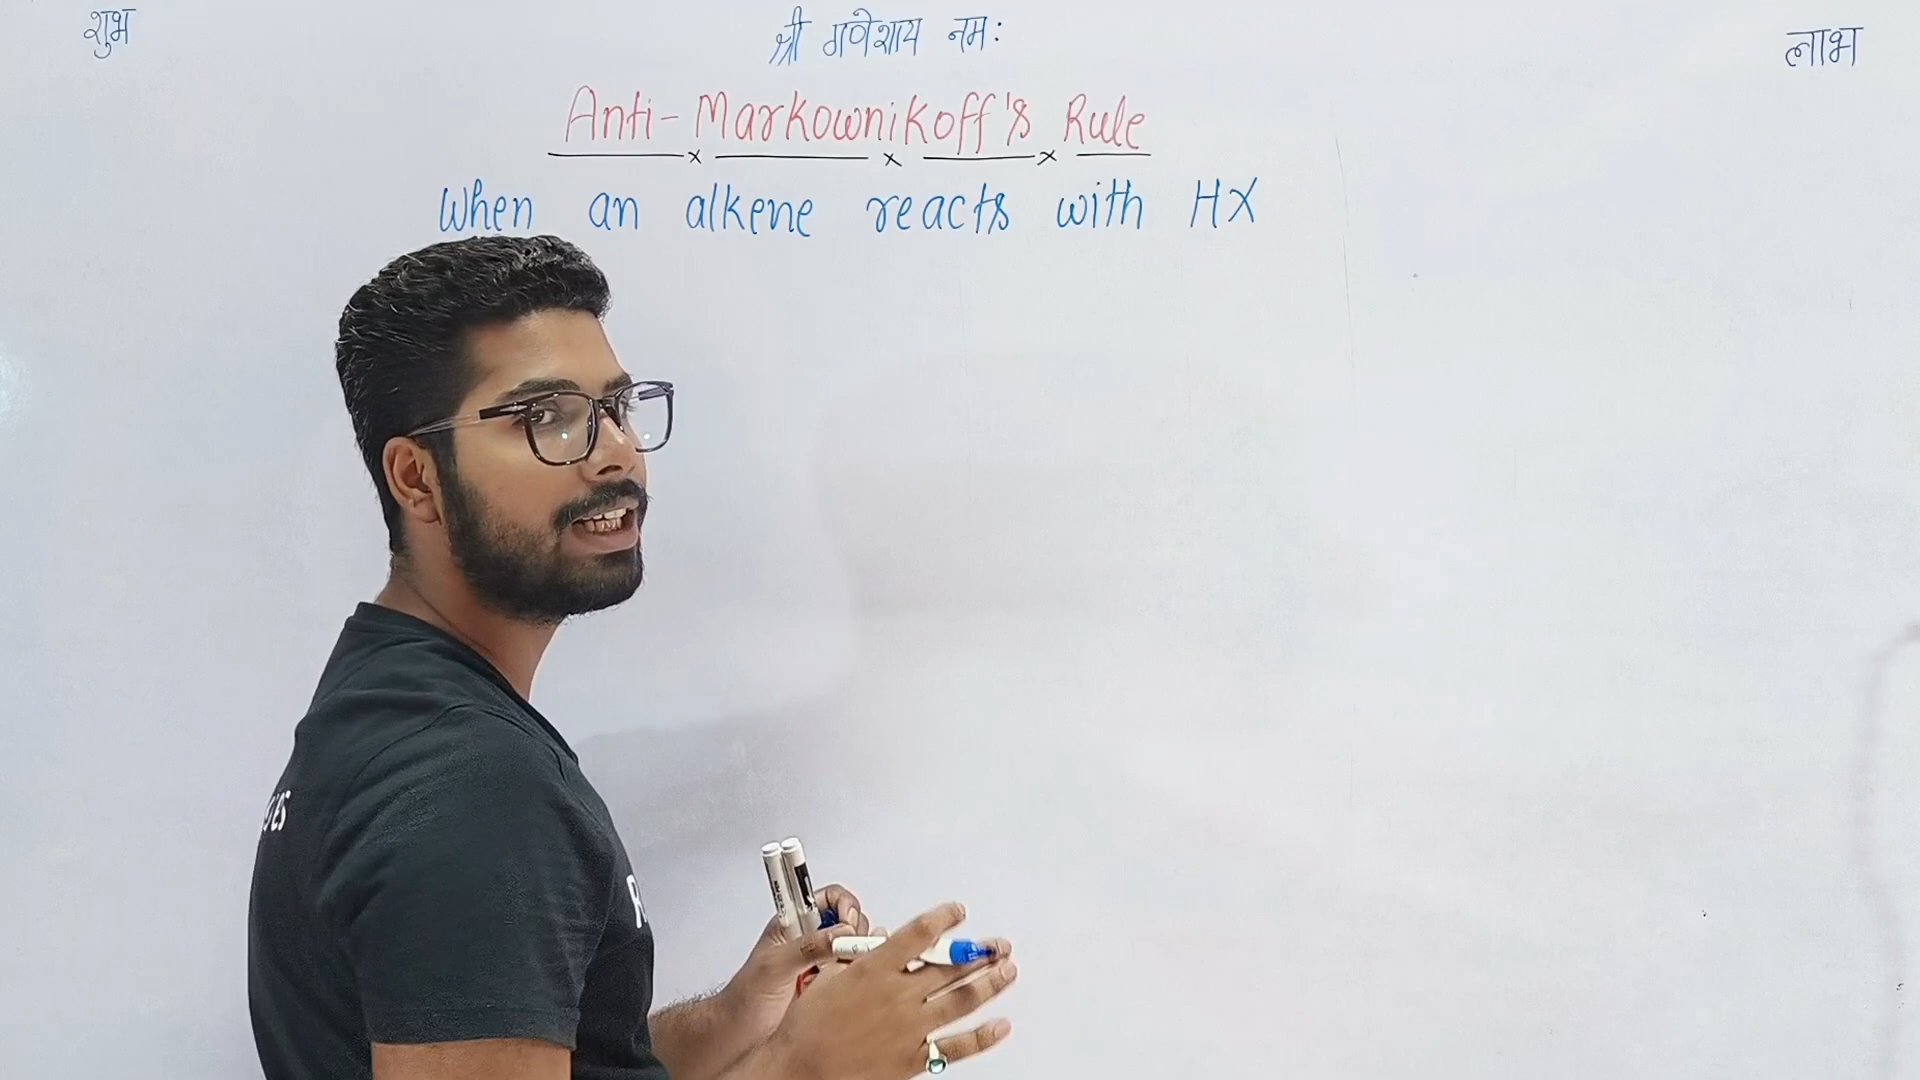 शुभ श्री गणेशाय नमः लाभ
Anti-Markownikoff's Rule
When an alkene reacts with HX